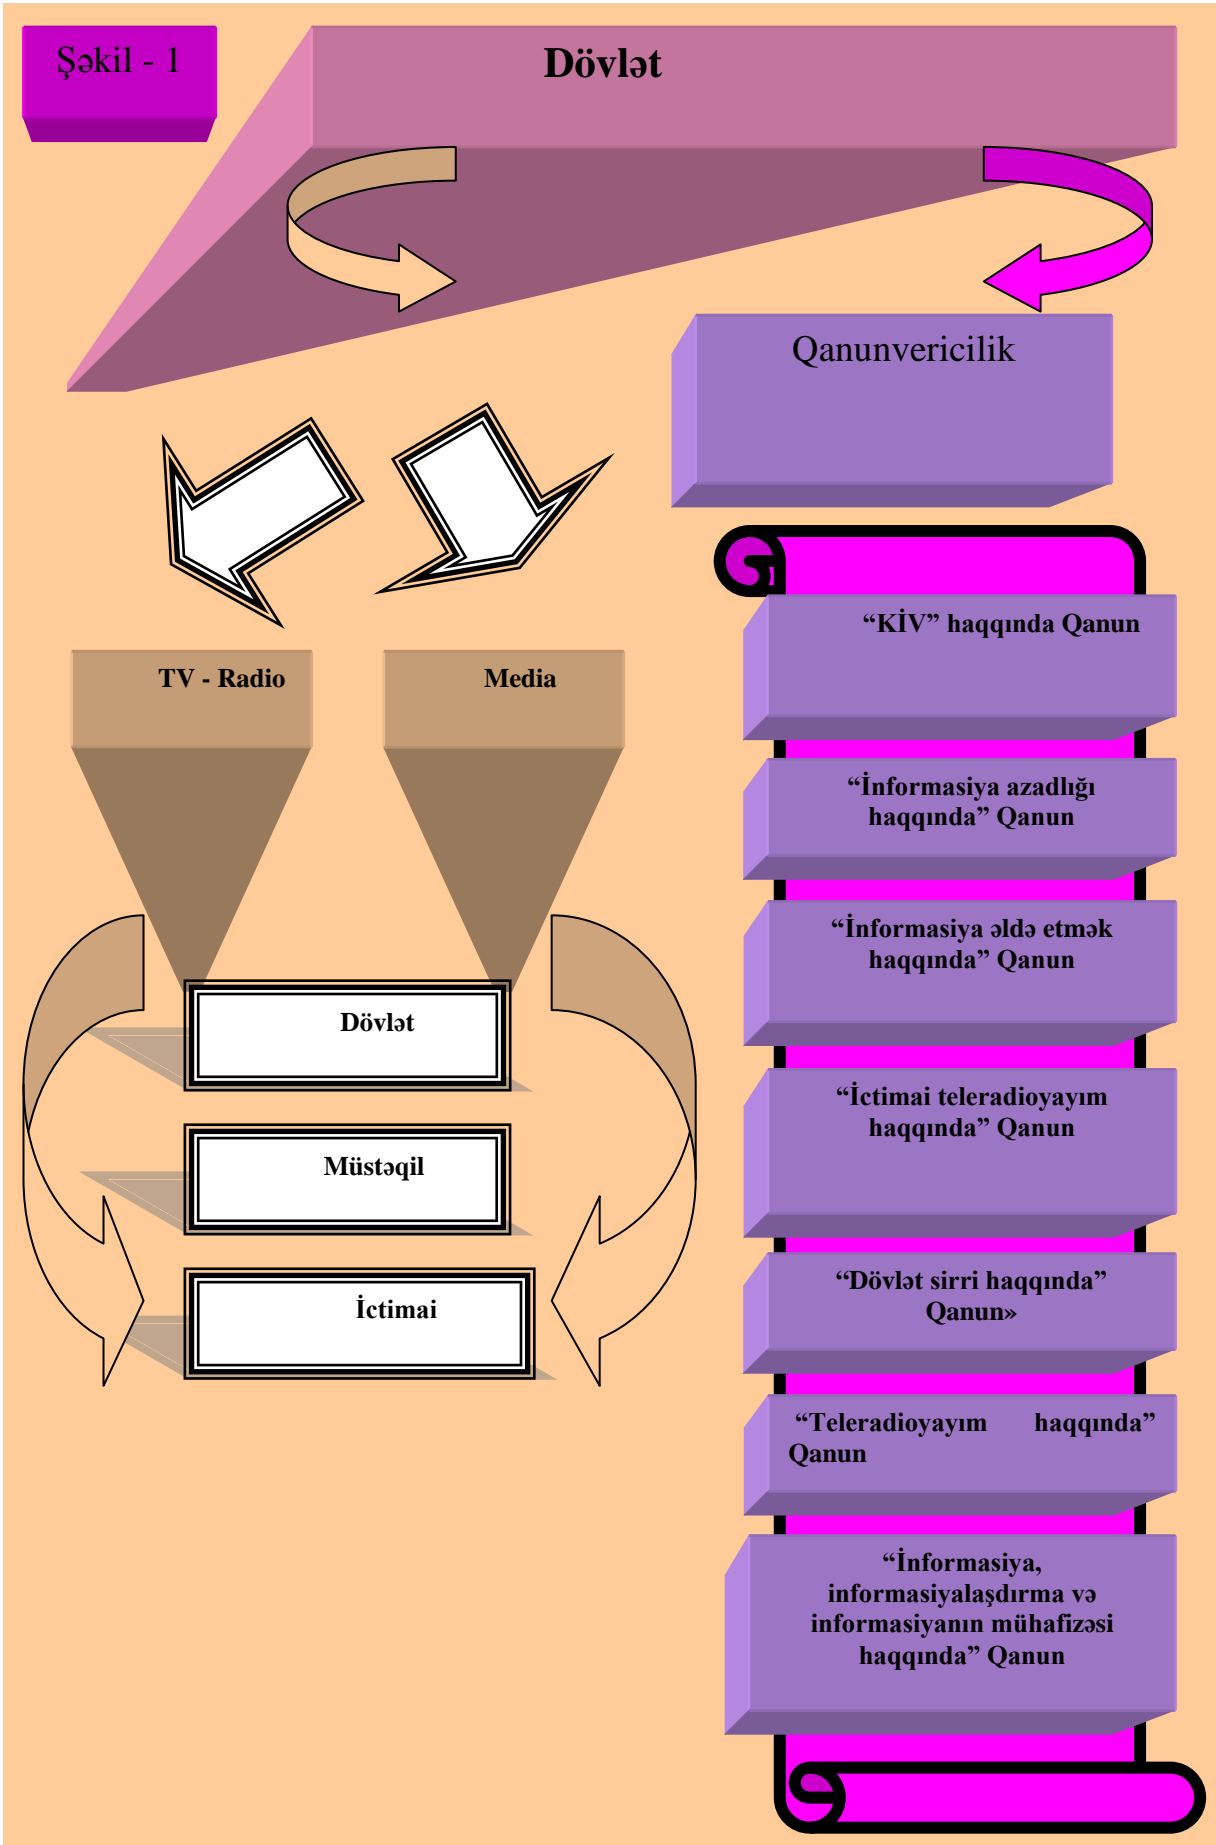 Şəkil - 1
Dövlət
Qanunvericilik
TV - Radio
Media
Dövlət
Müstəqil
İctimai
“KİV” haqqında Qanun
“İnformasiya azadlığı
haqqında” Qanun
“İnformasiya əldə etmək
haqqında” Qanun
“İctimai teleradioyayım
haqqında” Qanun
“Dövlət sirri haqqında”
Qanun»
“Teleradioyayım haqqında”
Qanun
“İnformasiya,
informasiyalaşdırma və
informasiyanın mühafizəsi
haqqında” Qanun